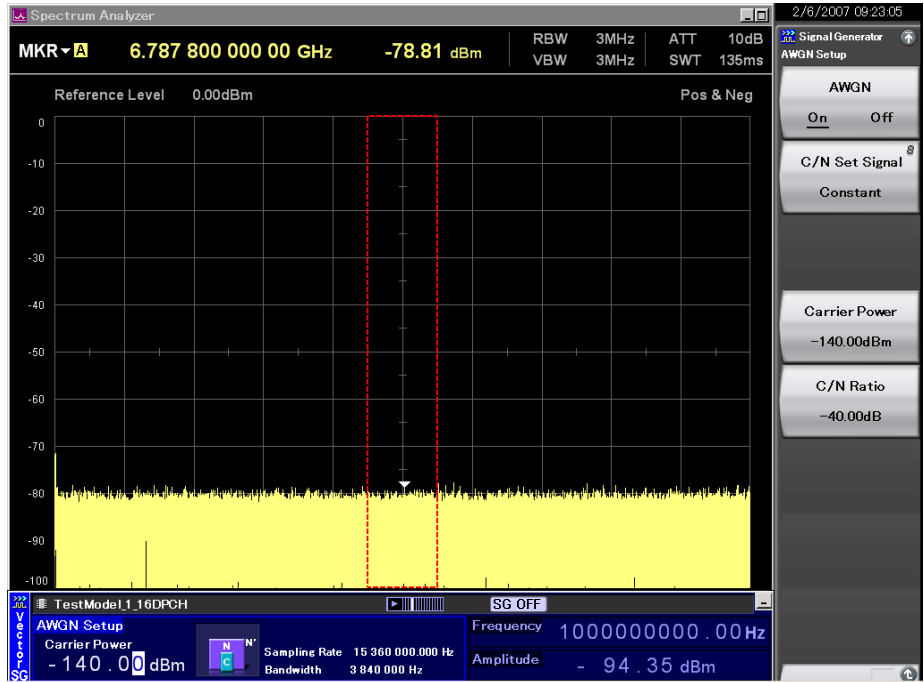 Spectrum Analyzer
MKR A 6.787 800 000 00 GHz -78.81 dBm
RBW 3MHz ATT 10dB
VBW 3MHz SWT 135ms
Reference Level 0.00dBm Pos & Neg
0
-10
-20
-30
-40
-50
-60
-70
-80
-90
-100
TestModel_1_16DPCH SG OFF
Vector SG
AWGN Setup
Carrier Power
-140.00 dBm
N N'
C
Sampling Rate 15 360 000.000 Hz
Bandwidth 3 840 000 Hz
Frequency 1000000000.00 Hz
Amplitude - 94.35 dBm
2/6/2007 09:23:05
Signal Generator
AWGN Setup
AWGN
On Off
C/N Set Signal
Constant
Carrier Power
-140.00dBm
C/N Ratio
-40.00dB